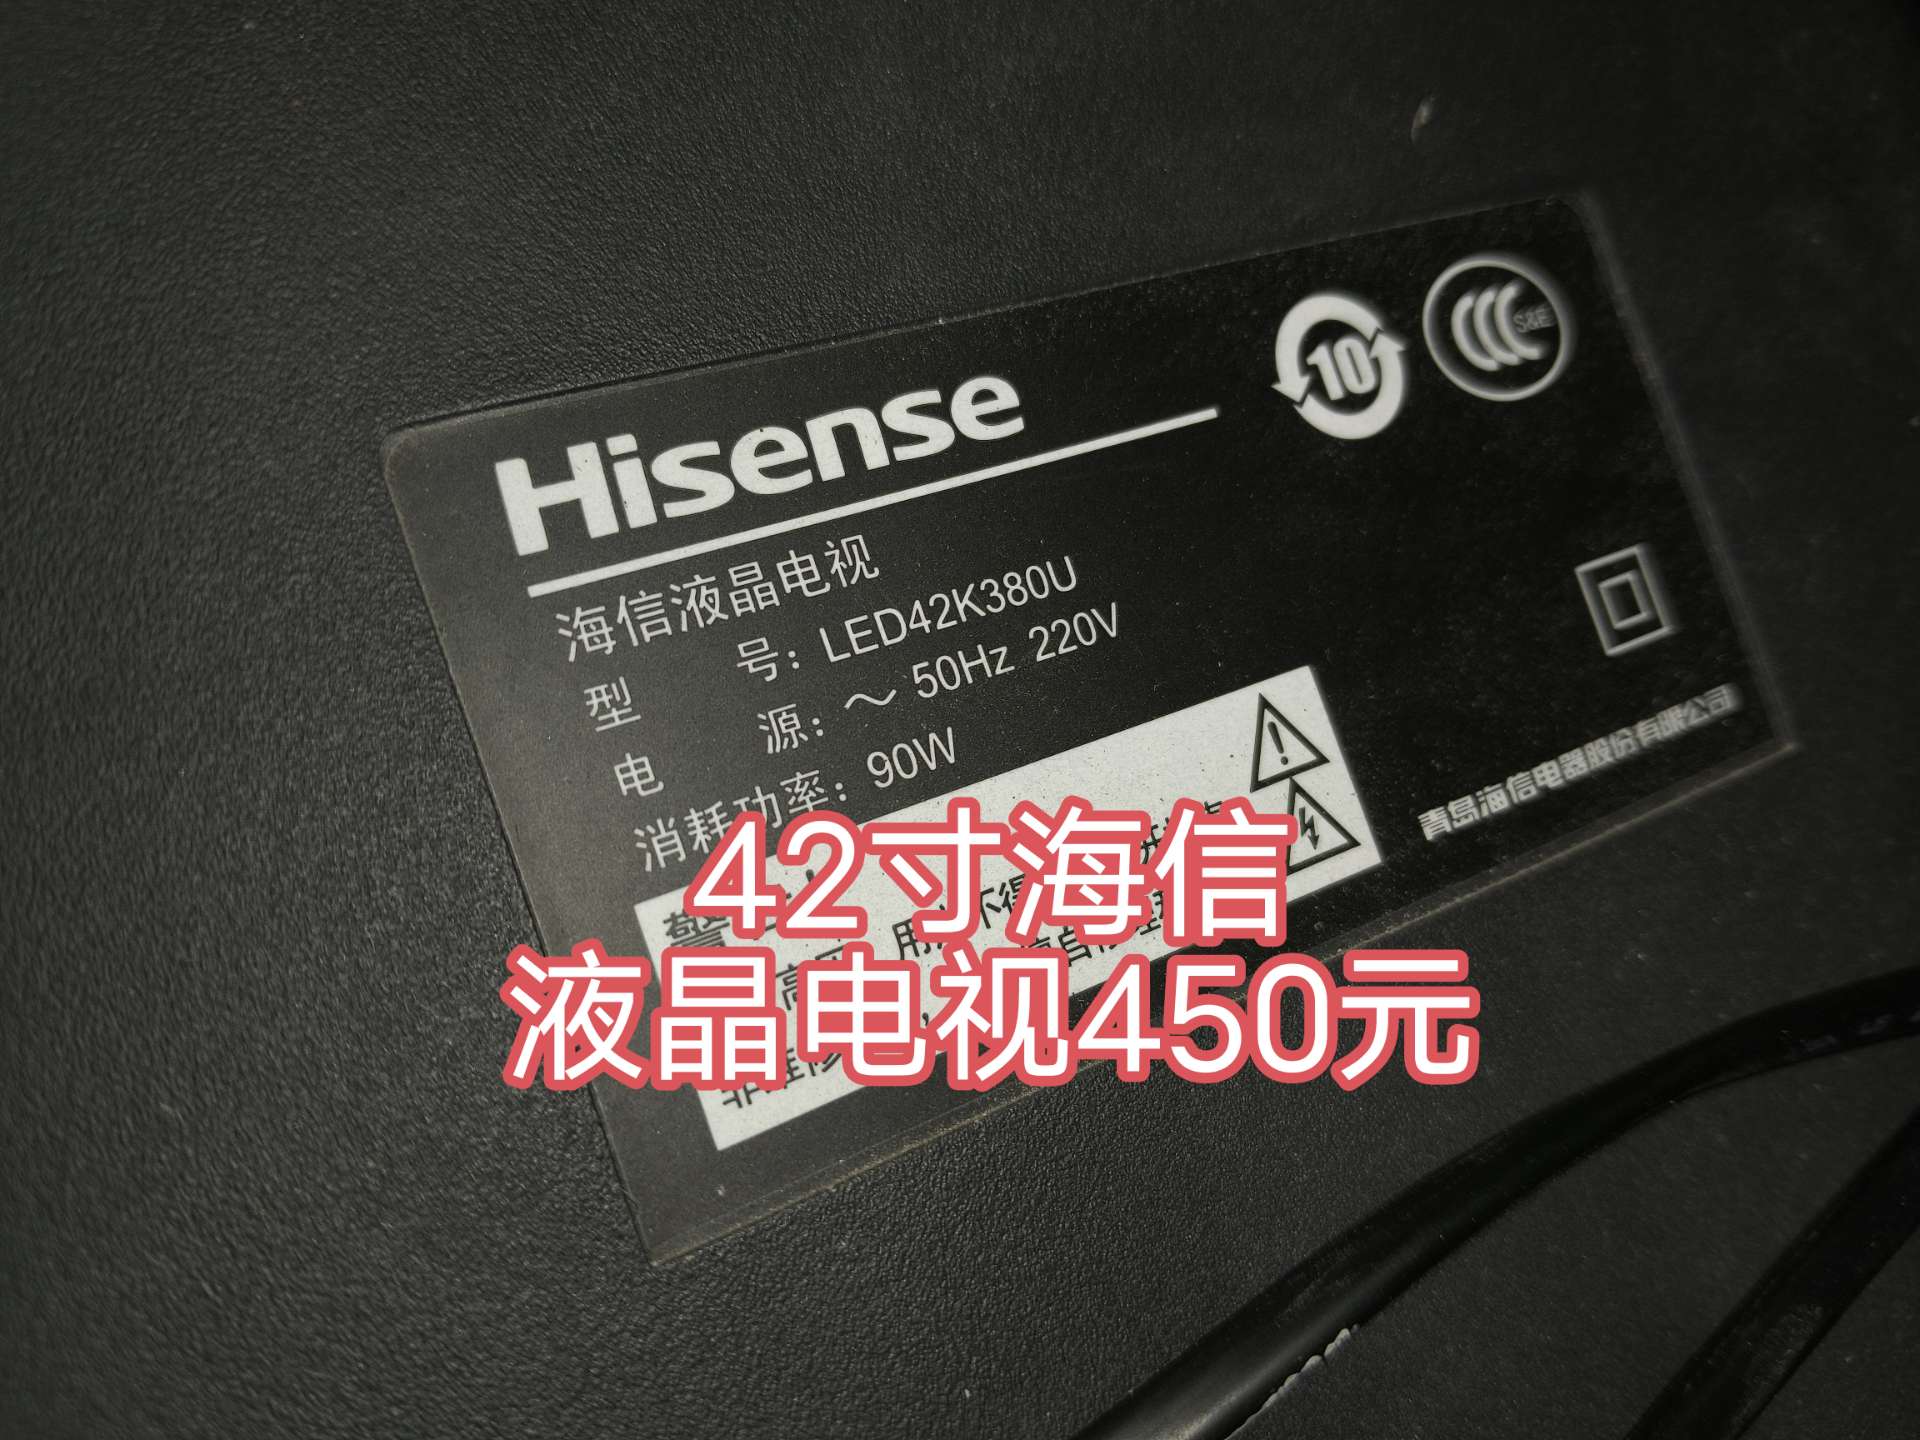 Hisense
10
S&E
海信液晶电视
型 号：LED42K380U
电 源：～ 50Hz 220V
消耗功率：90W
青岛海信电器股份有限公司
42寸海信
液晶电视450元